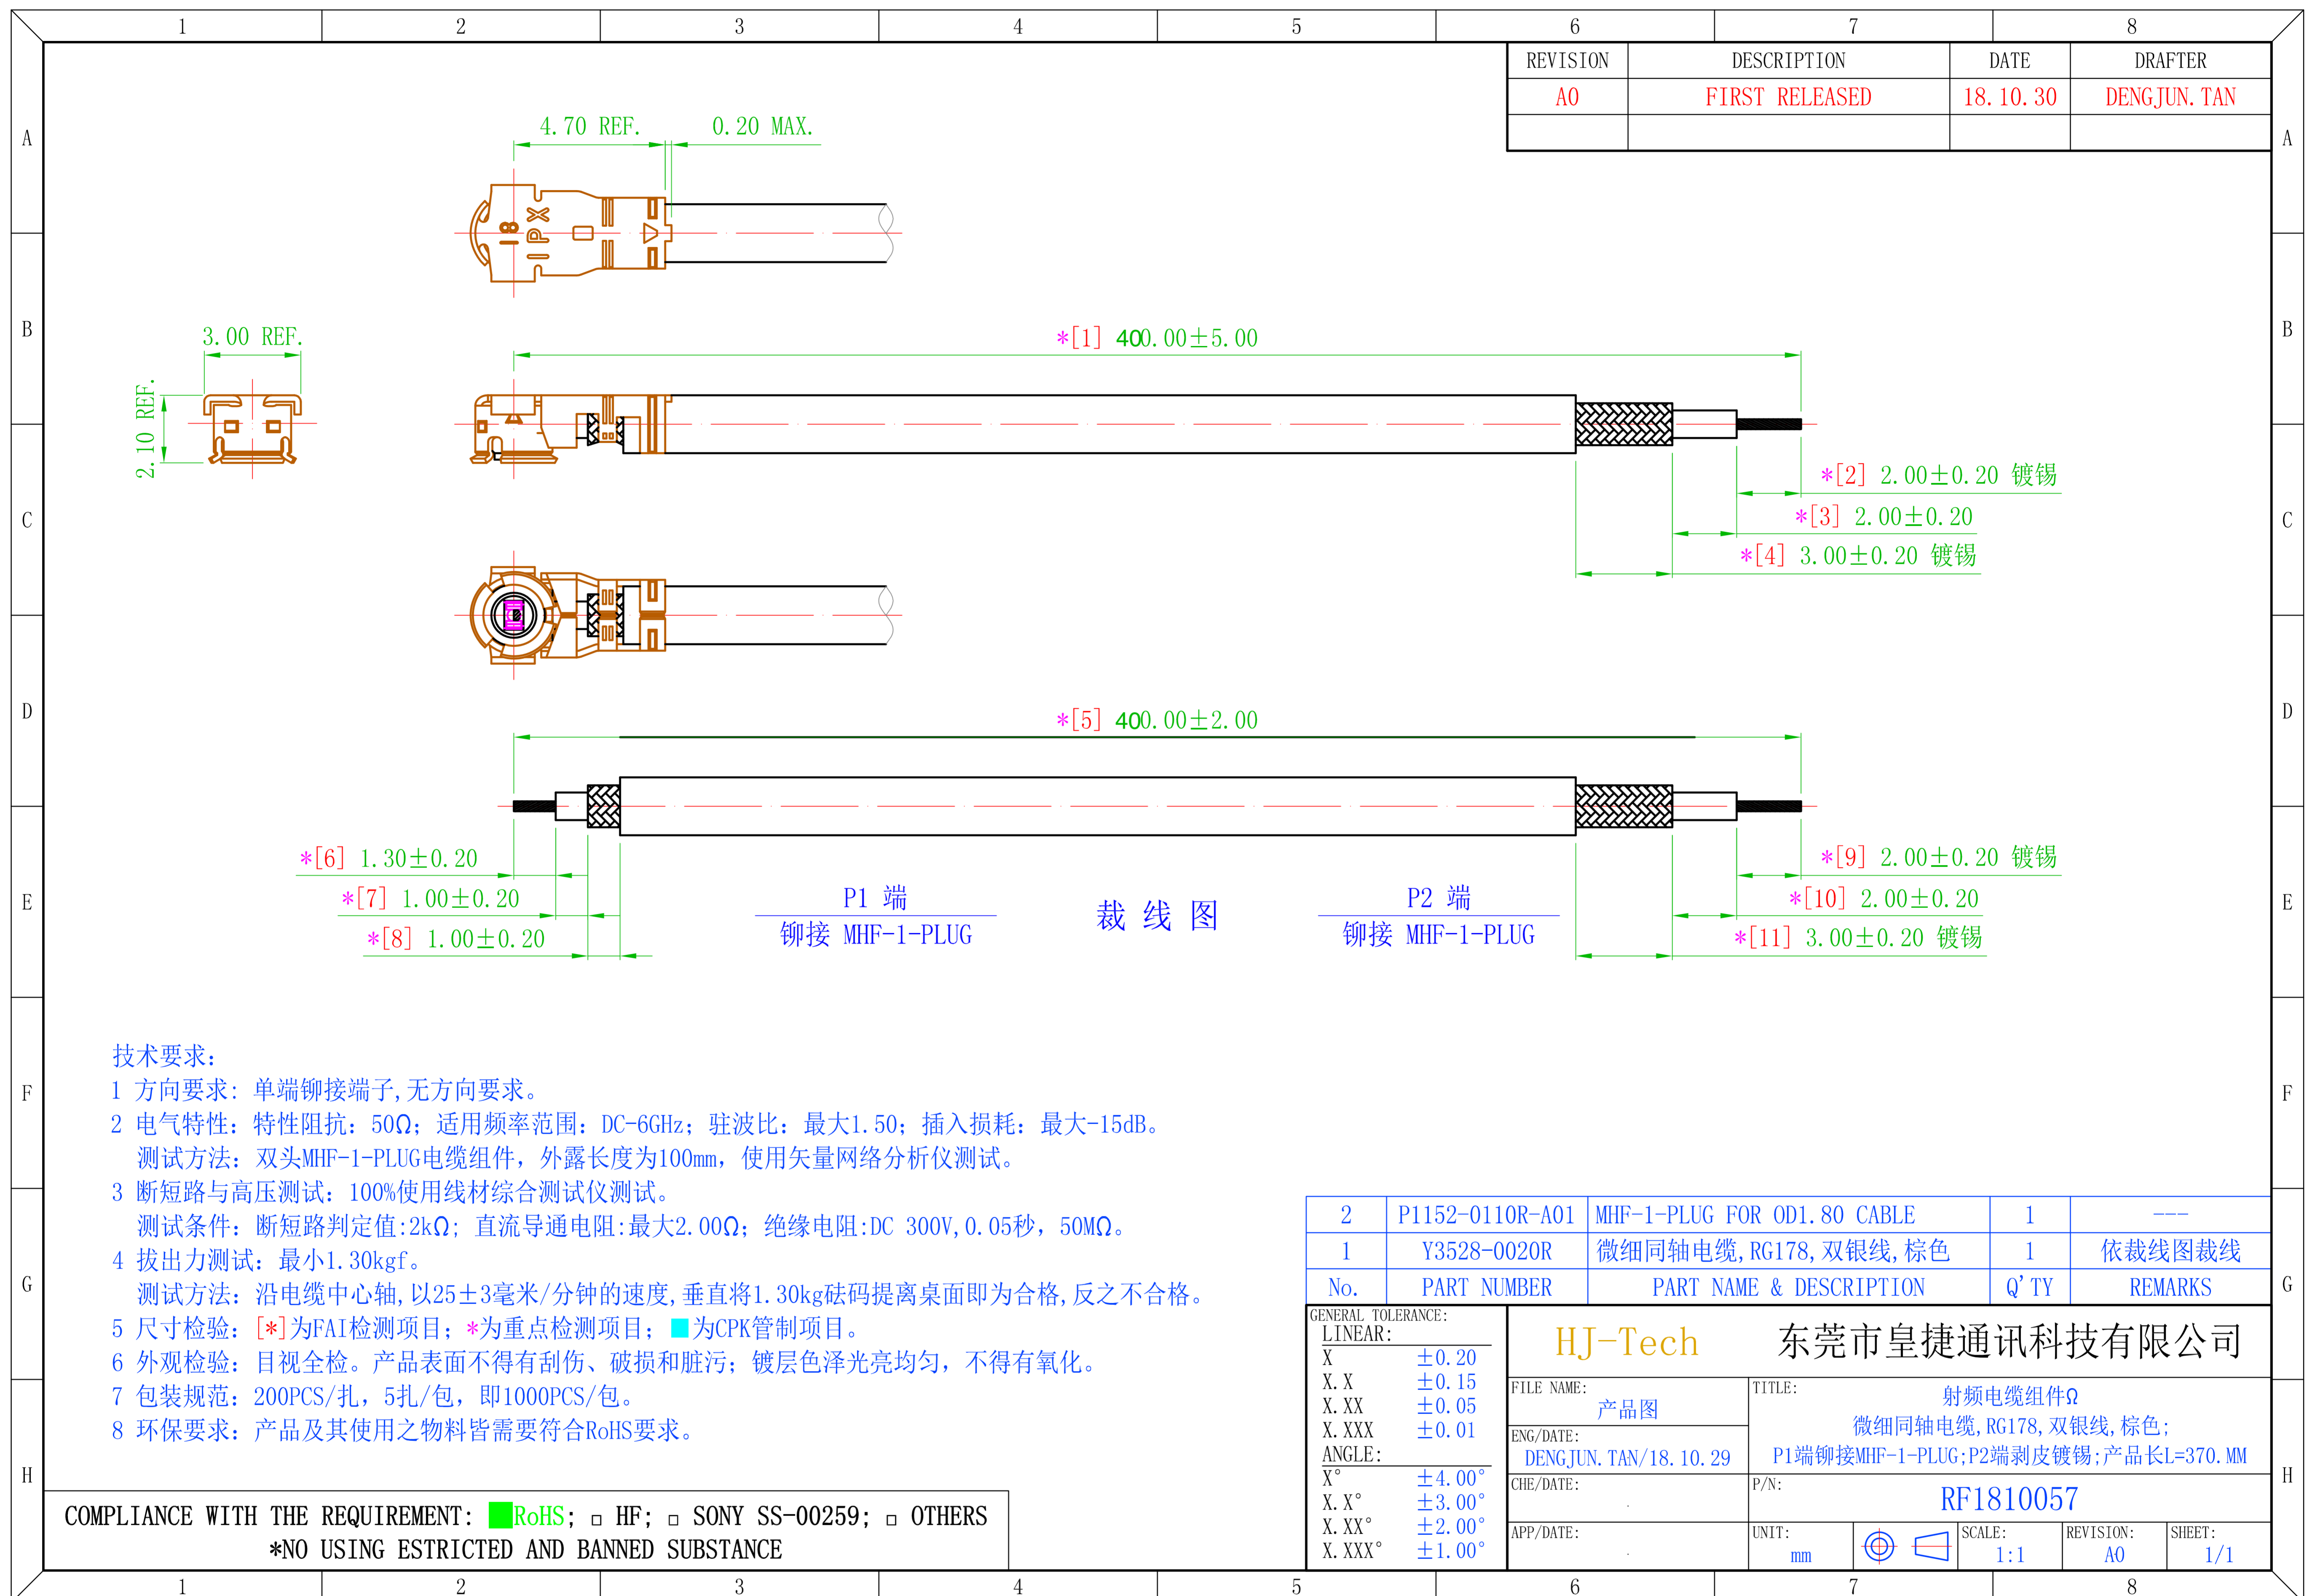 1 2 3 4 5 6 7 8
REVISION DESCRIPTION DATE DRAFTER
A0 FIRST RELEASED 18.10.30 DENGJUN.TAN
A A
4.70 REF. 0.20 MAX.
I8
IPX
B B
3.00 REF.
2.10 REF.
*[1] 400.00±5.00
*[2] 2.00±0.20 镀锡
*[3] 2.00±0.20
*[4] 3.00±0.20 镀锡
C C
D D
*[5] 400.00±2.00
*[6] 1.30±0.20
*[7] 1.00±0.20
*[8] 1.00±0.20
P1 端
铆接 MHF-1-PLUG
裁 线 图
P2 端
铆接 MHF-1-PLUG
*[9] 2.00±0.20 镀锡
*[10] 2.00±0.20
*[11] 3.00±0.20 镀锡
E E
F F
技术要求:
1 方向要求: 单端铆接端子,无方向要求。
2 电气特性: 特性阻抗: 50Ω; 适用频率范围: DC-6GHz; 驻波比: 最大1.50; 插入损耗: 最大-15dB。
测试方法: 双头MHF-1-PLUG电缆组件, 外露长度为100mm, 使用矢量网络分析仪测试。
3 断短路与高压测试: 100%使用线材综合测试仪测试。
测试条件: 断短路判定值:2kΩ; 直流导通电阻:最大2.00Ω; 绝缘电阻:DC 300V,0.05秒, 50MΩ。
4 拔出力测试: 最小1.30kgf。
测试方法: 沿电缆中心轴,以25±3毫米/分钟的速度,垂直将1.30kg砝码提离桌面即为合格,反之不合格。
5 尺寸检验: [*]为FAI检测项目; *为重点检测项目; ■为CPK管制项目。
6 外观检验: 目视全检。产品表面不得有刮伤、破损和脏污; 镀层色泽光亮均匀, 不得有氧化。
7 包装规范: 200PCS/扎, 5扎/包, 即1000PCS/包。
8 环保要求: 产品及其使用之物料皆需要符合RoHS要求。
G G
H H
COMPLIANCE WITH THE REQUIREMENT: ■RoHS; □ HF; □ SONY SS-00259; □ OTHERS
*NO USING ESTRICTED AND BANNED SUBSTANCE
2 P1152-0110R-A01 MHF-1-PLUG FOR OD1.80 CABLE 1 ---
1 Y3528-0020R 微细同轴电缆,RG178,双银线,棕色 1 依裁线图裁线
No. PART NUMBER PART NAME & DESCRIPTION Q'TY REMARKS
GENERAL TOLERANCE:
LINEAR:
X ±0.20
X.X ±0.15
X.XX ±0.05
X.XXX ±0.01
ANGLE:
X° ±4.00°
X.X° ±3.00°
X.XX° ±2.00°
X.XXX° ±1.00°
HJ-Tech 东莞市皇捷通讯科技有限公司
FILE NAME:
产品图
ENG/DATE:
DENGJUN.TAN/18.10.29
CHE/DATE:
APP/DATE:
TITLE:
射频电缆组件Ω
微细同轴电缆,RG178,双银线,棕色;
P1端铆接MHF-1-PLUG;P2端剥皮镀锡;产品长L=370.MM
P/N:
RF1810057
UNIT:
mm
SCALE:
1:1
REVISION:
A0
SHEET:
1/1
1 2 3 4 5 6 7 8